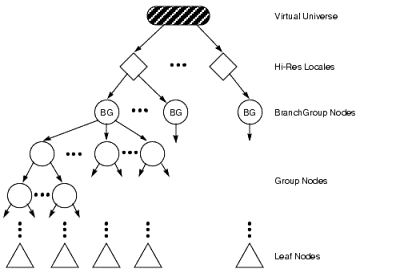 Virtual Universe
Hi-Res Locales
BG BG BG BranchGroup Nodes
Group Nodes
Leaf Nodes